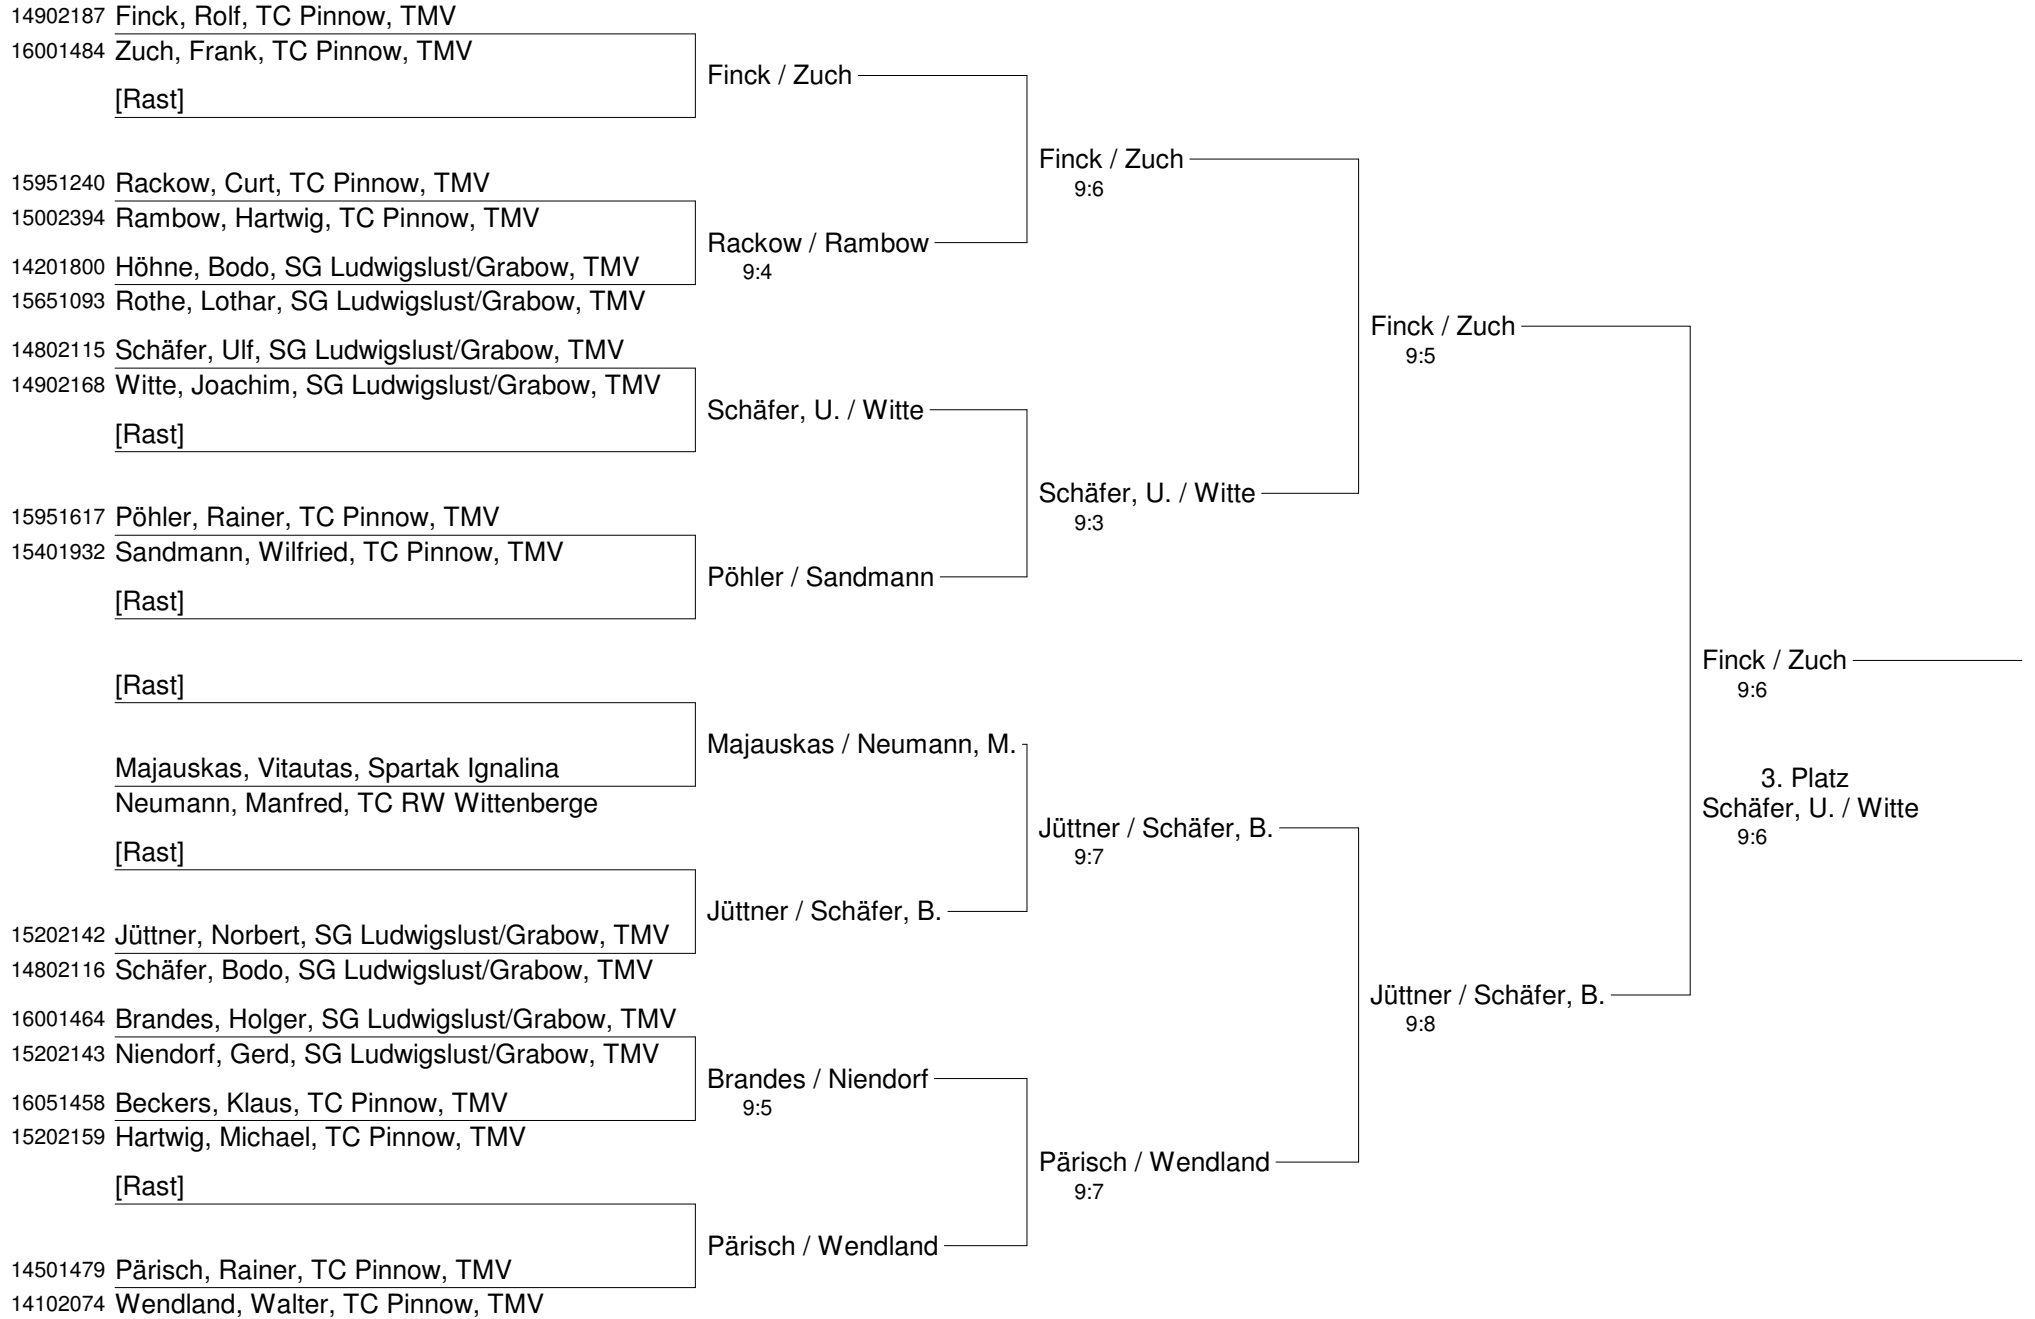 14902187 Finck, Rolf, TC Pinnow, TMV
16001484 Zuch, Frank, TC Pinnow, TMV
[Rast]
15951240 Rackow, Curt, TC Pinnow, TMV
15002394 Rambow, Hartwig, TC Pinnow, TMV
14201800 Höhne, Bodo, SG Ludwigslust/Grabow, TMV
15651093 Rothe, Lothar, SG Ludwigslust/Grabow, TMV
14802115 Schäfer, Ulf, SG Ludwigslust/Grabow, TMV
14902168 Witte, Joachim, SG Ludwigslust/Grabow, TMV
[Rast]
15951617 Pöhler, Rainer, TC Pinnow, TMV
15401932 Sandmann, Wilfried, TC Pinnow, TMV
[Rast]
[Rast]
Majauskas, Vitautas, Spartak Ignalina
Neumann, Manfred, TC RW Wittenberge
[Rast]
15202142 Jüttner, Norbert, SG Ludwigslust/Grabow, TMV
14802116 Schäfer, Bodo, SG Ludwigslust/Grabow, TMV
16001464 Brandes, Holger, SG Ludwigslust/Grabow, TMV
15202143 Niendorf, Gerd, SG Ludwigslust/Grabow, TMV
16051458 Beckers, Klaus, TC Pinnow, TMV
15202159 Hartwig, Michael, TC Pinnow, TMV
[Rast]
14501479 Pärisch, Rainer, TC Pinnow, TMV
14102074 Wendland, Walter, TC Pinnow, TMV
Finck / Zuch
Rackow / Rambow
9:4
Schäfer, U. / Witte
Pöhler / Sandmann
Majauskas / Neumann, M.
Jüttner / Schäfer, B.
Brandes / Niendorf
9:5
Pärisch / Wendland
Finck / Zuch
9:6
Schäfer, U. / Witte
9:3
Jüttner / Schäfer, B.
9:7
Pärisch / Wendland
9:7
Finck / Zuch
9:5
Jüttner / Schäfer, B.
9:8
Finck / Zuch
9:6
3. Platz
Schäfer, U. / Witte
9:6